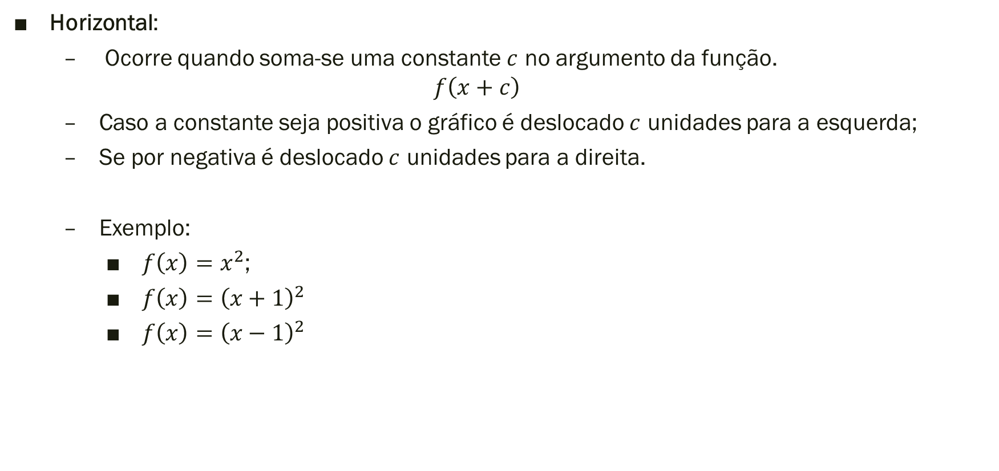 ■ Horizontal:
– Ocorre quando soma-se uma constante c no argumento da função.
f(x + c)
– Caso a constante seja positiva o gráfico é deslocado c unidades para a esquerda;
– Se por negativa é deslocado c unidades para a direita.
– Exemplo:
■ f(x) = x²;
■ f(x) = (x + 1)²
■ f(x) = (x − 1)²